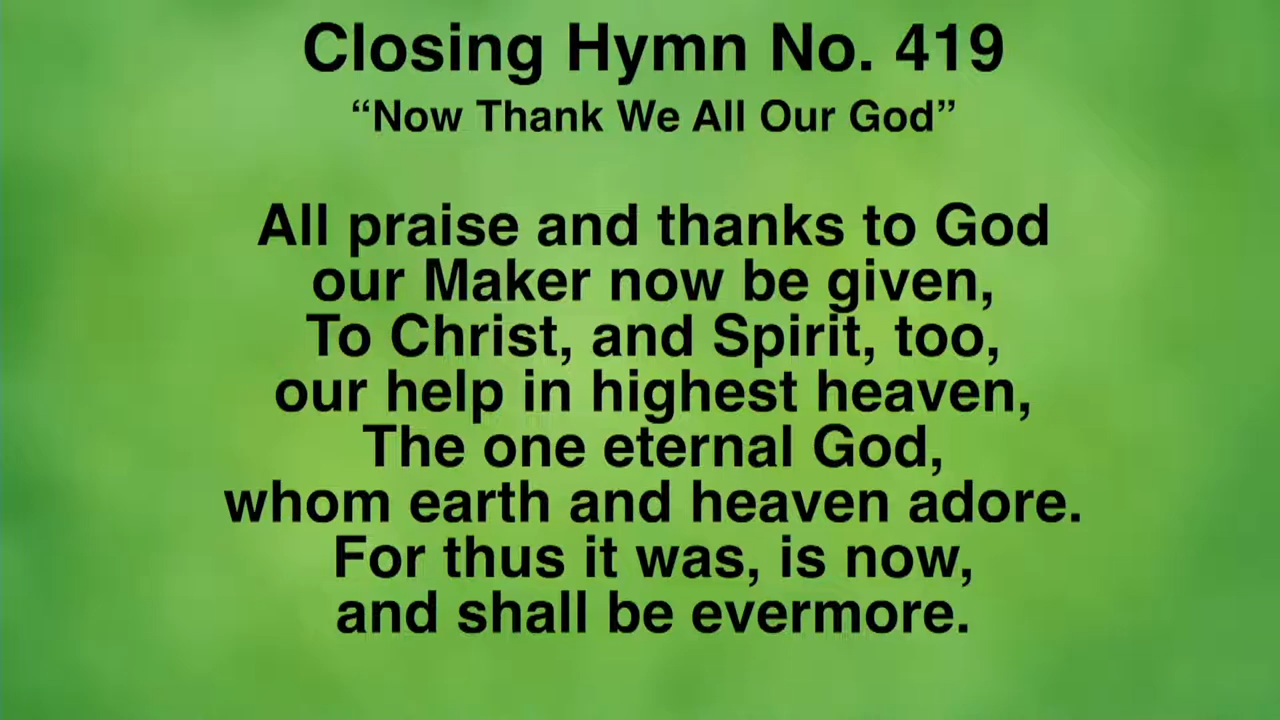 Closing Hymn No. 419
“Now Thank We All Our God”
All praise and thanks to God
our Maker now be given,
To Christ, and Spirit, too,
our help in highest heaven,
The one eternal God,
whom earth and heaven adore.
For thus it was, is now,
and shall be evermore.